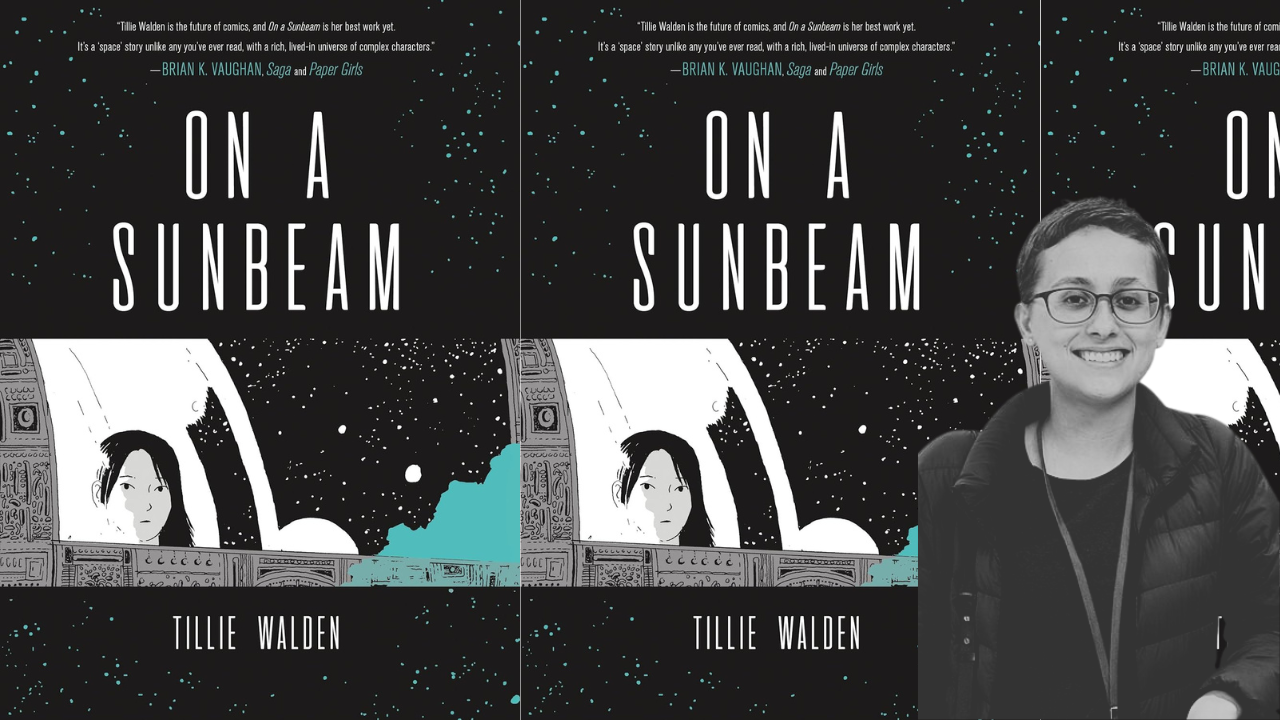 "Tillie Walden is the future of comics, and On a Sunbeam is her best work yet.
It's a 'space' story unlike any you've ever read, with a rich, lived-in universe of complex characters."
—BRIAN K. VAUGHAN, Saga and Paper Girls
ON A
SUNBEAM
TILLIE WALDEN
"Tillie Walden is the future of comics, and On a Sunbeam is her best work yet.
It's a 'space' story unlike any you've ever read, with a rich, lived-in universe of complex characters."
—BRIAN K. VAUGHAN, Saga and Paper Girls
ON A
SUNBEAM
TILLIE WALDEN
"Tillie Walden is the future of
It's a 'space' story unlike any you've ever
—BRIAN K.
ON
SUN